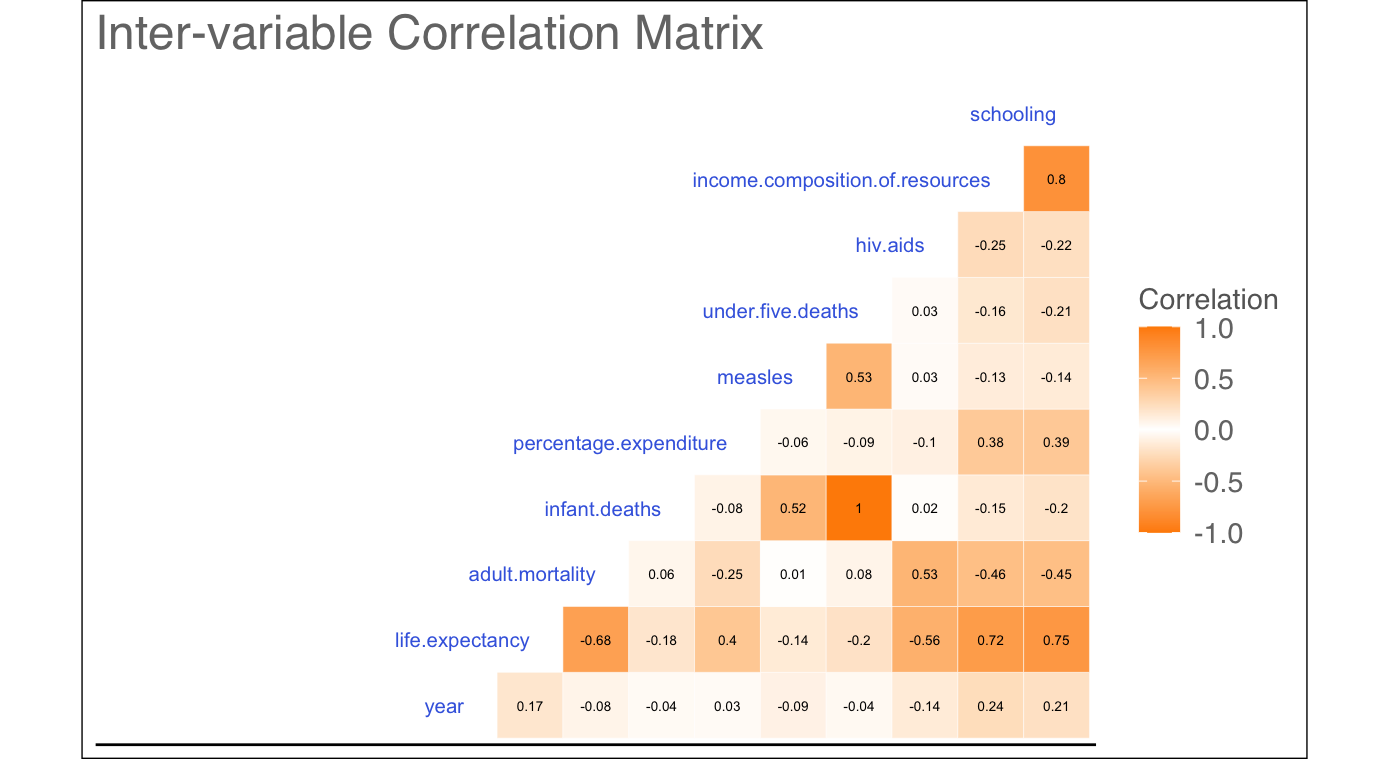 Inter-variable Correlation Matrix
schooling
income.composition.of.resources 0.8
hiv.aids -0.25 -0.22
under.five.deaths 0.03 -0.16 -0.21
measles 0.53 0.03 -0.13 -0.14
percentage.expenditure -0.06 -0.09 -0.1 0.38 0.39
infant.deaths -0.08 0.52 1 0.02 -0.15 -0.2
adult.mortality 0.06 -0.25 0.01 0.08 0.53 -0.46 -0.45
life.expectancy -0.68 -0.18 0.4 -0.14 -0.2 -0.56 0.72 0.75
year 0.17 -0.08 -0.04 0.03 -0.09 -0.04 -0.14 0.24 0.21
Correlation
1.0
0.5
0.0
-0.5
-1.0